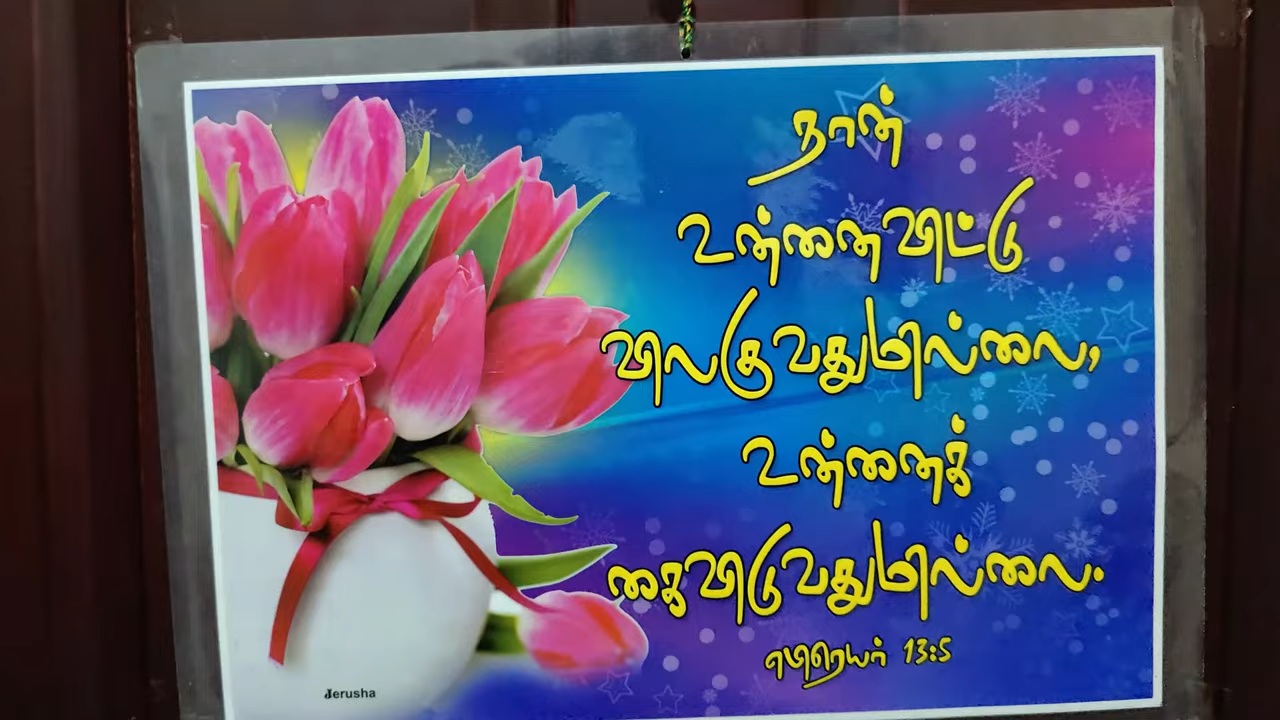 நான்
உன்னைவிட்டு
விலகுவதுமில்லை,
உன்னைக்
கைவிடுவதுமில்லை.
எபிரெயர் 13:5
Jerusha